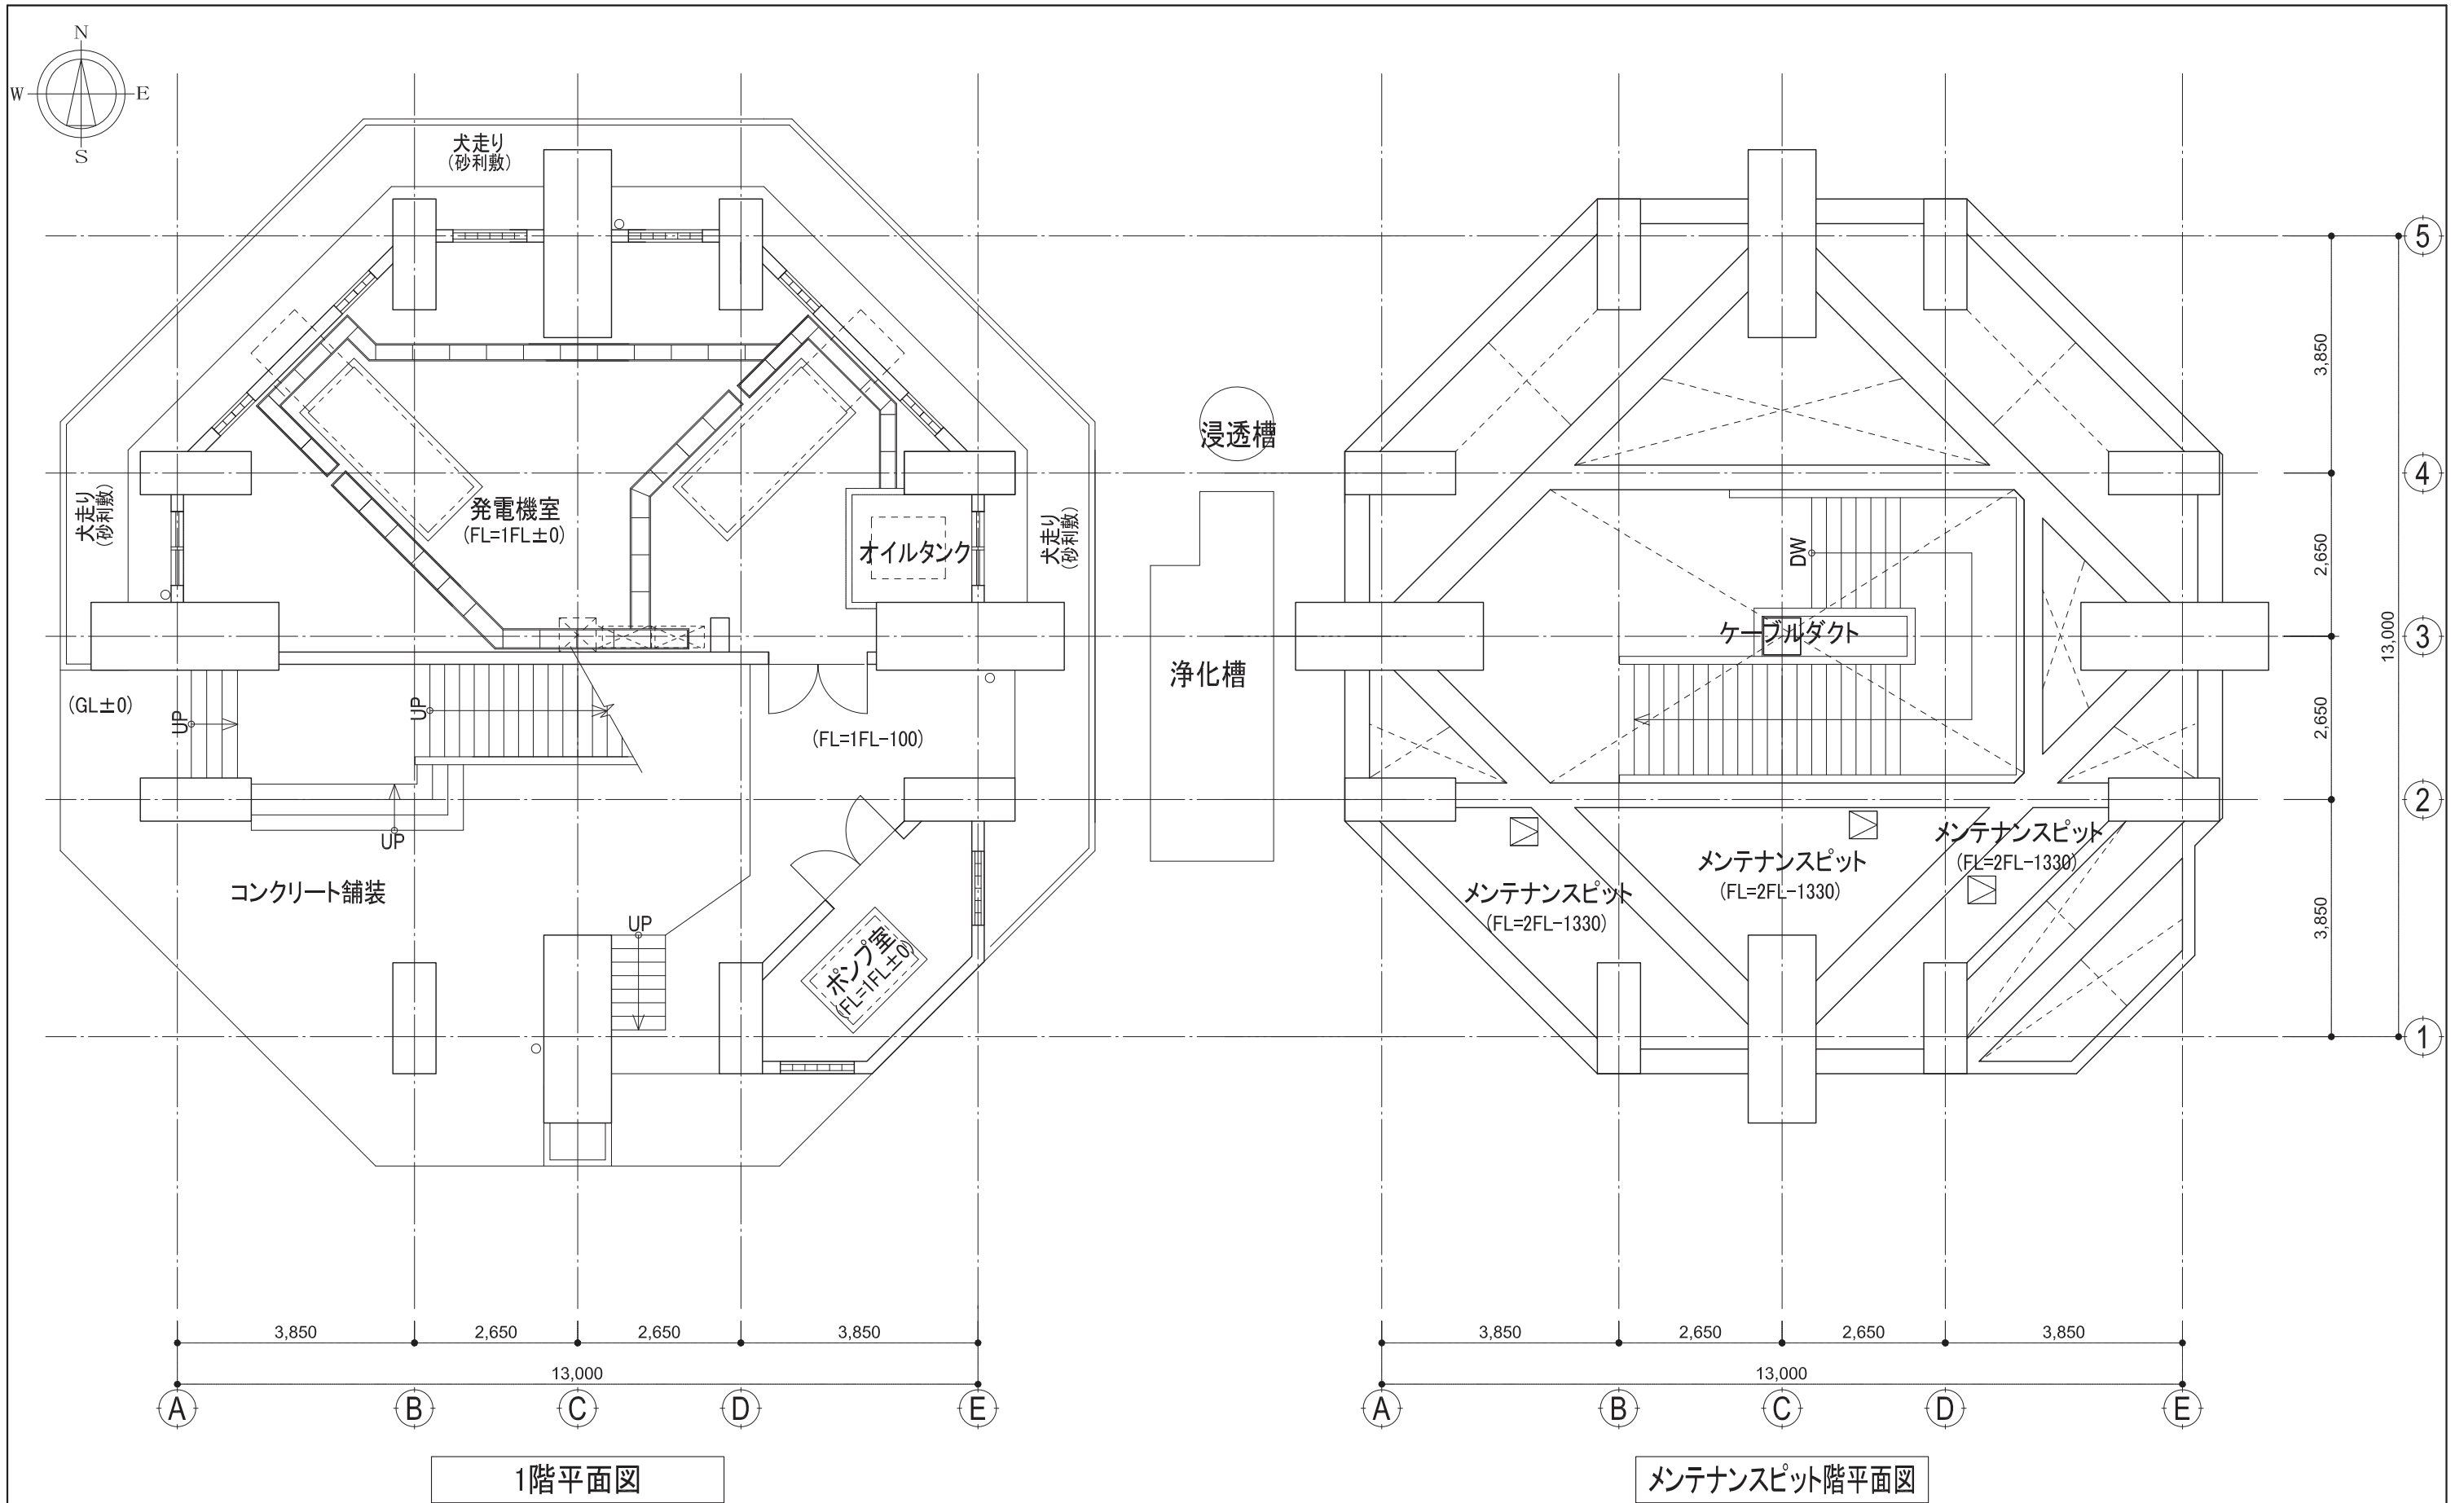 N
W
E
S
犬走り
(砂利敷)
犬走り
(砂利敷)
発電機室
(FL=1FL±0)
オイルタンク
犬走り
(砂利敷)
(GL±0)
UP
UP
(FL=1FL-100)
UP
コンクリート舗装
UP
ポンプ室
(FL=1FL±0)
3,850
2,650
2,650
3,850
13,000
A
B
C
D
E
1階平面図
浸透槽
浄化槽
DW
ケーブルダクト
メンテナンスピット
(FL=2FL-1330)
メンテナンスピット
(FL=2FL-1330)
メンテナンスピット
(FL=2FL-1330)
5
3,850
4
2,650
13,000
3
2,650
2
3,850
1
3,850
2,650
2,650
3,850
13,000
A
B
C
D
E
メンテナンスピット階平面図